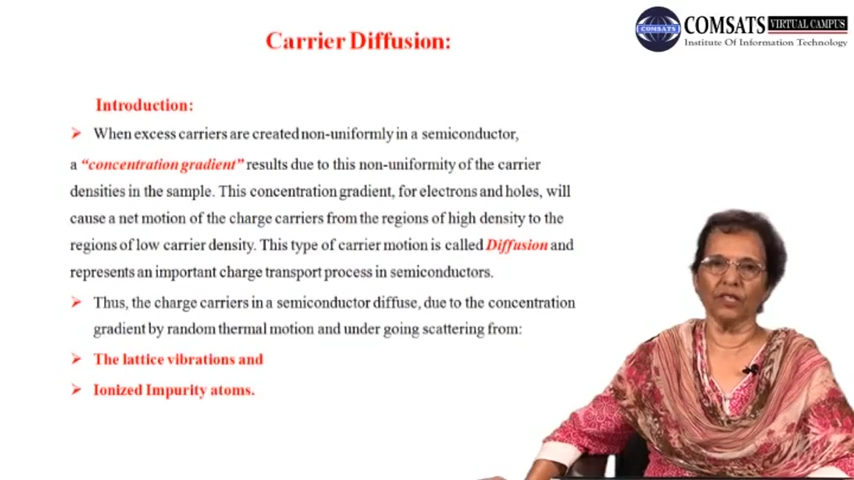 Carrier Diffusion:
COMSATS VIRTUAL CAMPUS
COMSATS
Institute Of Information Technology
Introduction:
When excess carriers are created non-uniformly in a semiconductor,
a “concentration gradient” results due to this non-uniformity of the carrier
densities in the sample. This concentration gradient, for electrons and holes, will
cause a net motion of the charge carriers from the regions of high density to the
regions of low carrier density. This type of carrier motion is called Diffusion and
represents an important charge transport process in semiconductors.
Thus, the charge carriers in a semiconductor diffuse, due to the concentration
gradient by random thermal motion and under going scattering from:
The lattice vibrations and
Ionized Impurity atoms.